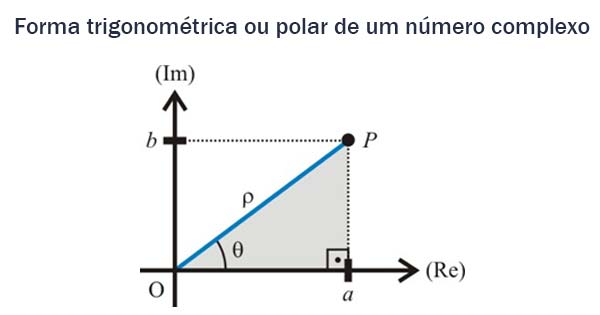 Forma trigonométrica ou polar de um número complexo
(Im)
b
P
ρ
θ
(Re)
O
a